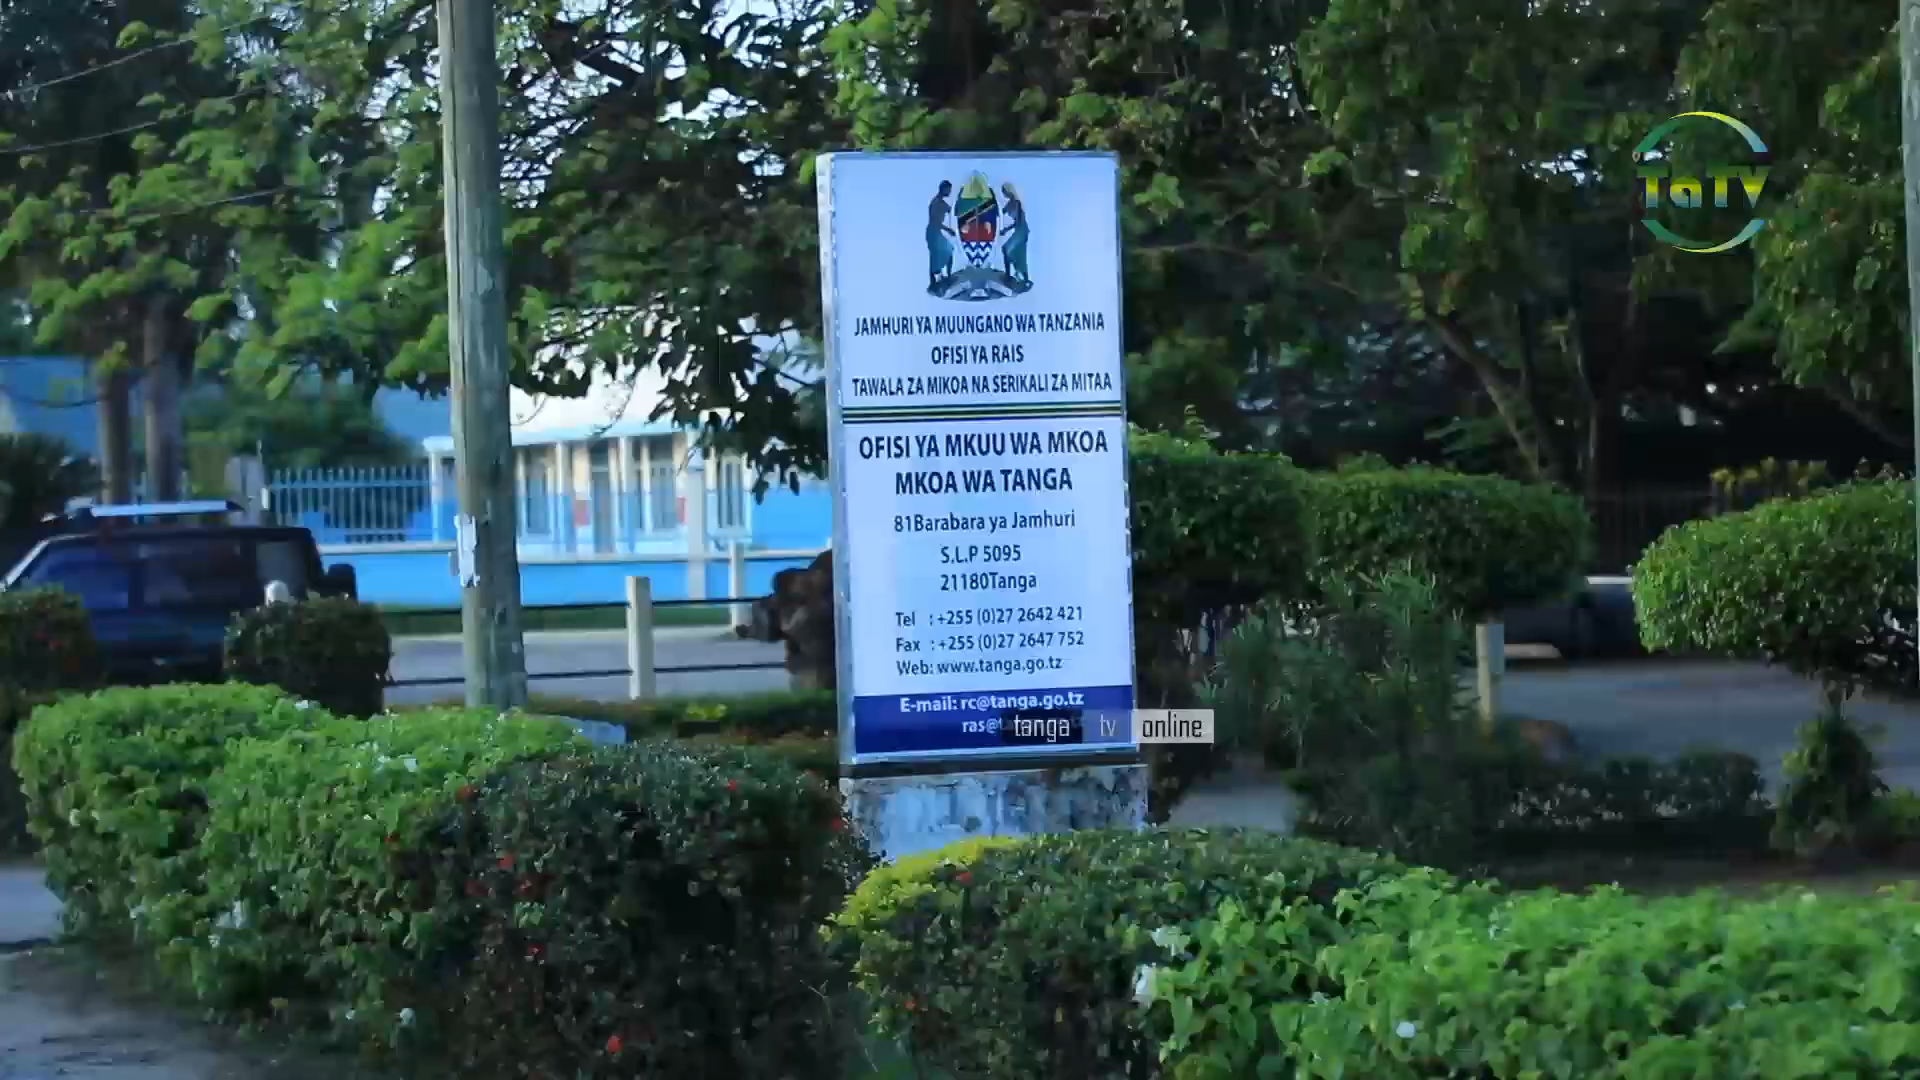 TaTV
JAMHURI YA MUUNGANO WA TANZANIA
OFISI YA RAIS
TAWALA ZA MIKOA NA SERIKALI ZA MITAA
OFISI YA MKUU WA MKOA
MKOA WA TANGA
81Barabara ya Jamhuri
S.L.P 5095
21180Tanga
Tel : +255 (0)27 2642 421
Fax : +255 (0)27 2647 752
Web: www.tanga.go.tz
E-mail: rc@tanga.go.tz
ras@
tanga tv online